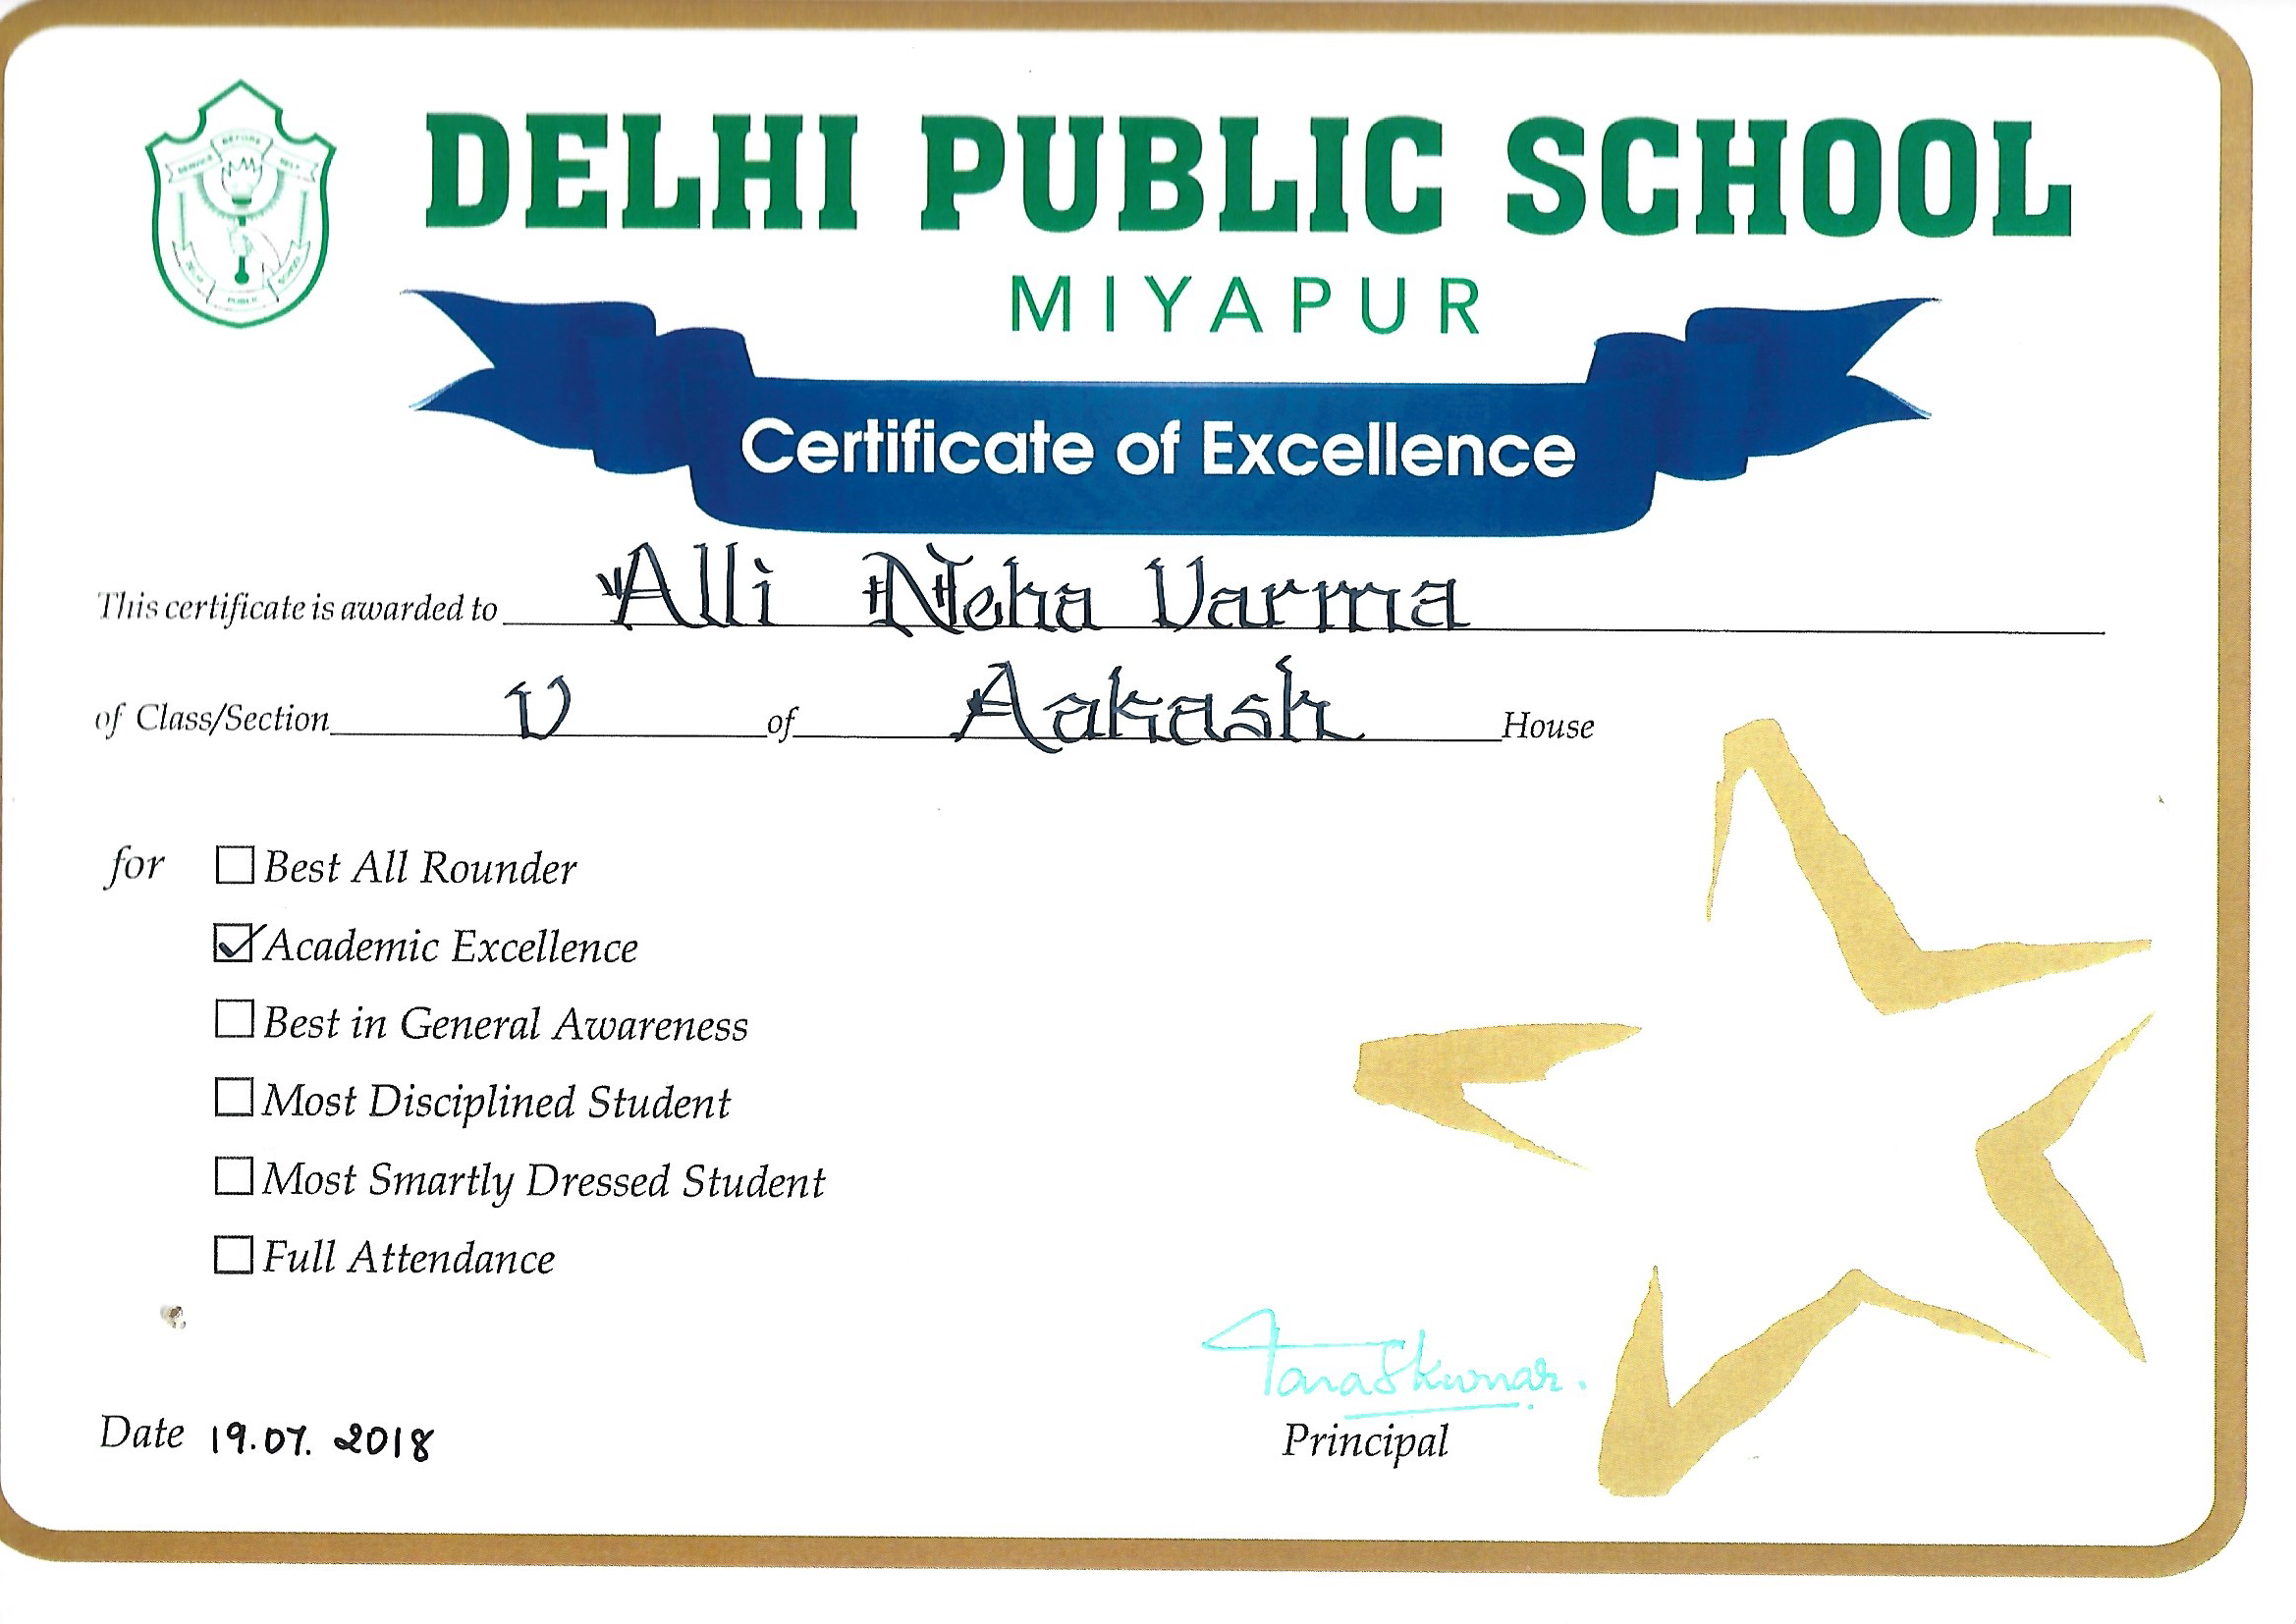 SERVICE BEFORE SELF
DELHI PUBLIC SCHOOL
DELHI PUBLIC SCHOOL
MIYAPUR
Certificate of Excellence
This certificate is awarded to Alli Neha Varma
of Class/Section V of Aakash House
for ☐ Best All Rounder
☑ Academic Excellence
☐ Best in General Awareness
☐ Most Disciplined Student
☐ Most Smartly Dressed Student
☐ Full Attendance
Date 19.07.2018
Principal